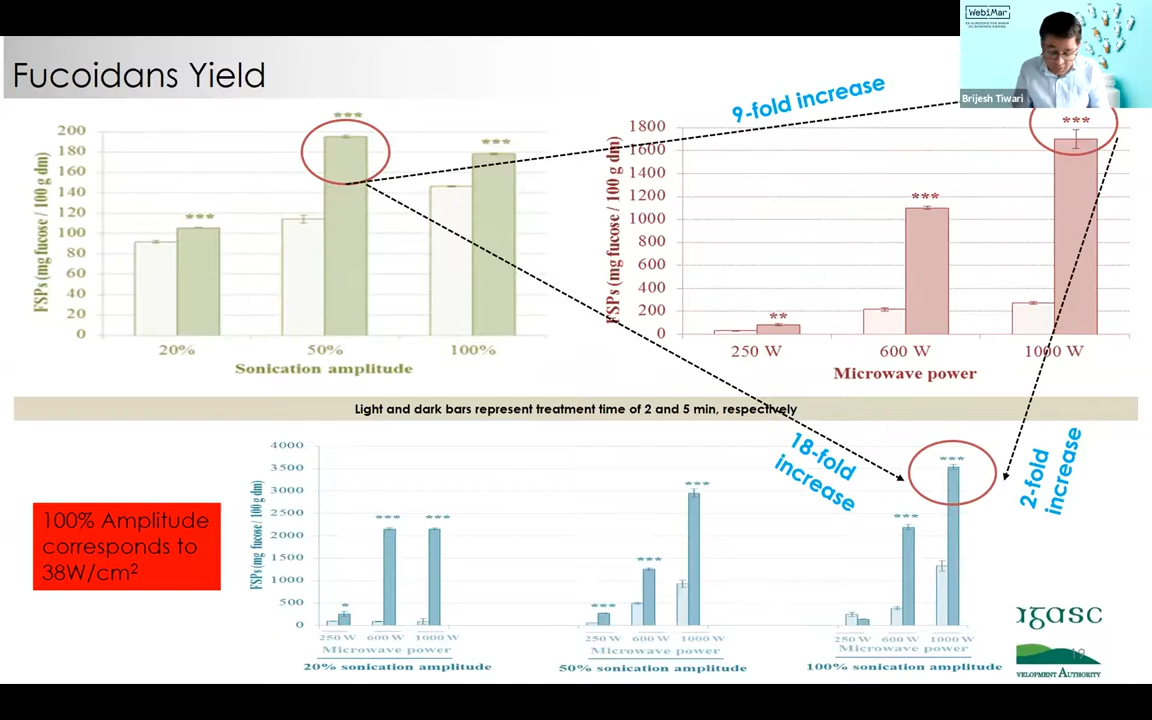 WebiMar
Brijesh Tiwari
Fucoidans Yield
9-fold increase
200
180
160
140
120
100
80
60
40
20
0
FSPs (mg fucose / 100 g dm)
***
***
***
20%
50%
100%
Sonication amplitude
1800
1600
1400
1200
1000
800
600
400
200
0
FSPs (mg fucose / 100 g dm)
**
***
***
250 W
600 W
1000 W
Microwave power
Light and dark bars represent treatment time of 2 and 5 min, respectively
18-fold
increase
2-fold
increase
100% Amplitude
corresponds to
38W/cm²
4000
3500
3000
2500
2000
1500
1000
500
0
FSPs (mg fucose / 100 g dm)
*
***
***
***
***
***
***
***
250 W
600 W
1000 W
250 W
600 W
1000 W
250 W
600 W
1000 W
Microwave power
Microwave power
Microwave power
20% sonication amplitude
50% sonication amplitude
100% sonication amplitude
agasc
19
VELOPMENT AUTHORITY